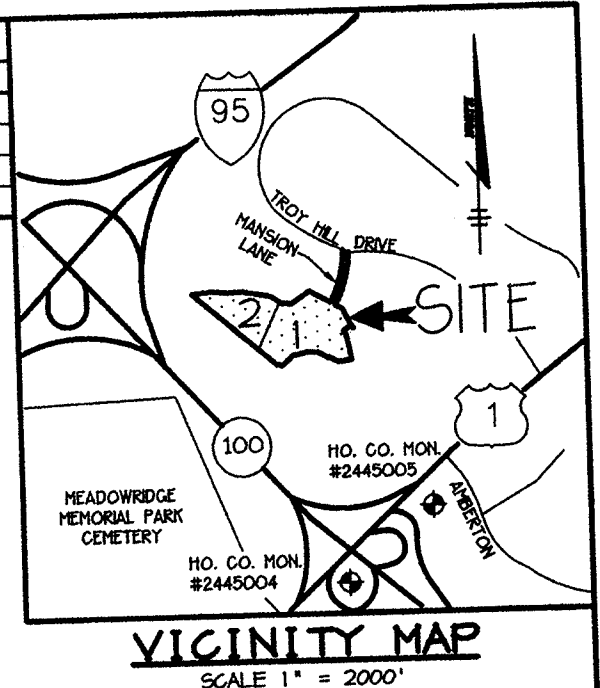 95
NORTH
TROY HILL DRIVE
MANSION
LANE
SITE
2
1
1
100
HO. CO. MON.
#2445005
AMBERTON
MEADOWRIDGE
MEMORIAL PARK
CEMETERY
HO. CO. MON.
#2445004
VICINITY MAP
SCALE 1" = 2000'